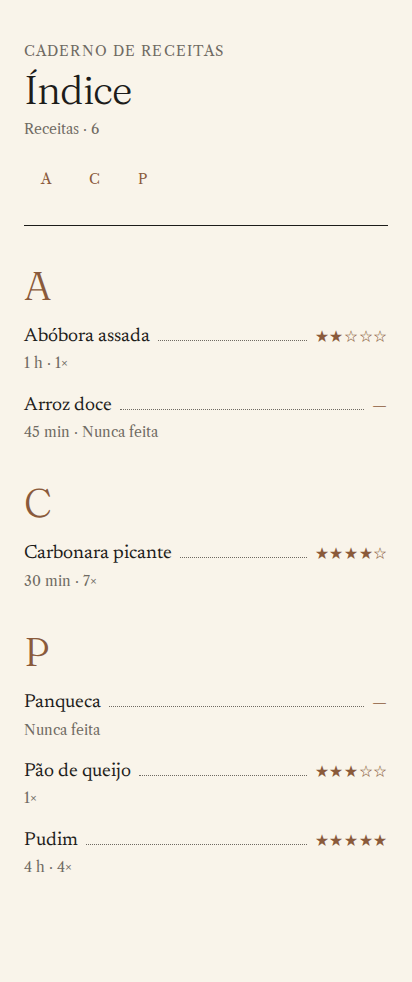 CADERNO DE RECEITAS
Índice
Receitas · 6
A C P
A
Abóbora assada ★★☆☆☆
1 h · 1×
Arroz doce —
45 min · Nunca feita
C
Carbonara picante ★★★★☆
30 min · 7×
P
Panqueca —
Nunca feita
Pão de queijo ★★★☆☆
1×
Pudim ★★★★★
4 h · 4×